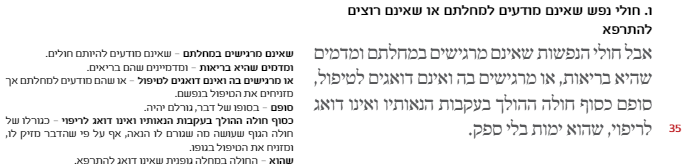 ו. חולי נפש שאינם מודעים למחלתם או שאינם רוצים
להתרפא
אבל חולי הנפשות שאינם מרגישים במחלתם ומדמים
שהיא בריאות, או מרגישים בה ואינם דואגים לטיפול,
סופם כסוף חולה ההולך בעקבות הנאותיו ואינו דואג
לריפוי, שהוא ימות בלי ספק.
35
שאינם מרגישים במחלתם – שאינם מודעים להיותם חולים.
ומדמים שהיא בריאות – ומדמיינים שהם בריאים.
או מרגישים בה ואינם דואגים לטיפול – או שהם מודעים למחלתם אך
מזניחים את הטיפול בנפשם.
סופם – בסופו של דבר, גורלם יהיה.
כסוף חולה ההולך בעקבות הנאותיו ואינו דואג לריפוי – כגורלו של
חולה הגוף שעושה מה שגורם לו הנאה, אף על פי שהדבר מזיק לו,
ומזניח את הטיפול בגופו.
שהוא – החולה במחלה גופנית שאינו דואג להתרפא.